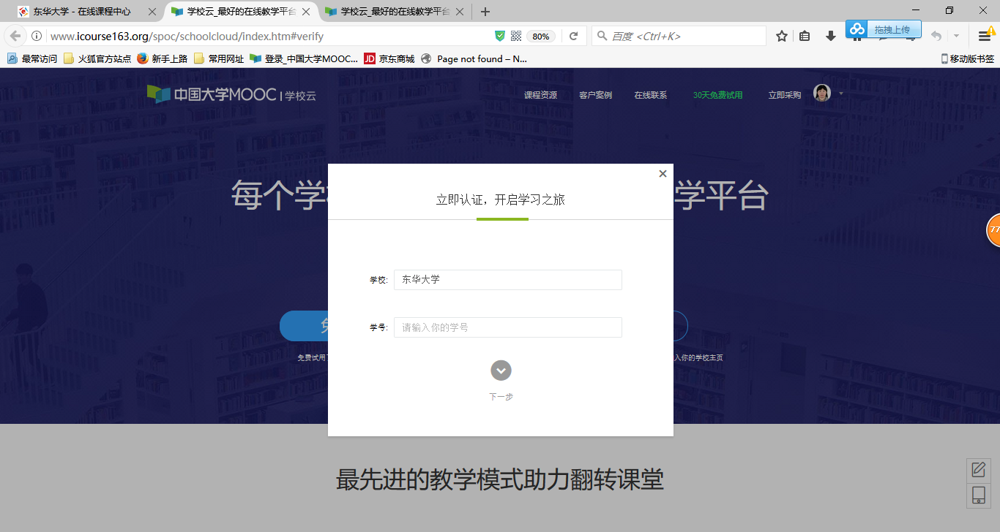 东华大学 - 在线课程中心
学校云_最好的在线教学平台
学校云_最好的在线教学平台
www.icourse163.org/spoc/schoolcloud/index.htm#verify
80%
百度 <Ctrl+K>
拖拽上传
最常访问
火狐官方站点
新手上路
常用网址
登录_中国大学MOOC...
JD 京东商城
Page not found – N...
移动版书签
中国大学MOOC | 学校云
课程资源
客户案例
在线联系
30天免费试用
立即采购
每个学
学平台
77
立即认证，开启学习之旅
学校: 东华大学
学号: 请输入你的学号
下一步
免费试用
入你的学校主页
最先进的教学模式助力翻转课堂